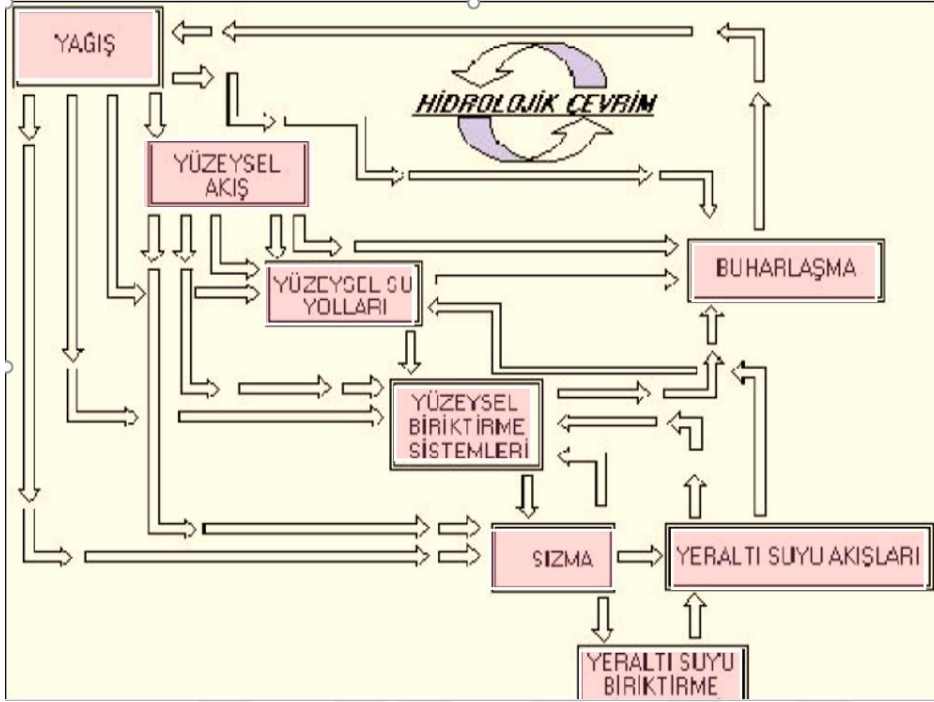 YAĞIŞ
HİDROLOJİK ÇEVRİM
YÜZEYSEL
AKIŞ
BUHARLAŞMA
YÜZEYSEL SU
YOLLARI
YÜZEYSEL
BİRİKTİRME
SİSTEMLERİ
SIZMA
YERALTI SUYU AKIŞLARI
YERALTI SUYU
BİRİKTİRME